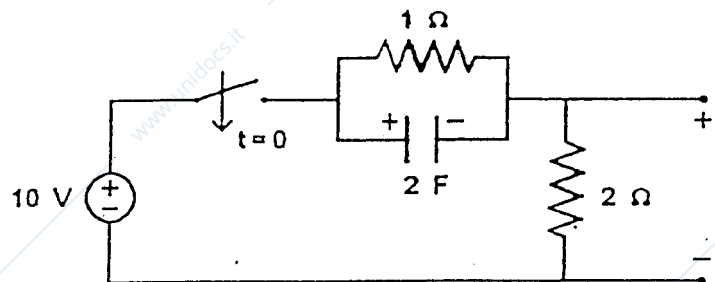 1 Ω
www.unidocs.it
+ −
+
t=0
10 V
+
−
2 F
2 Ω
−